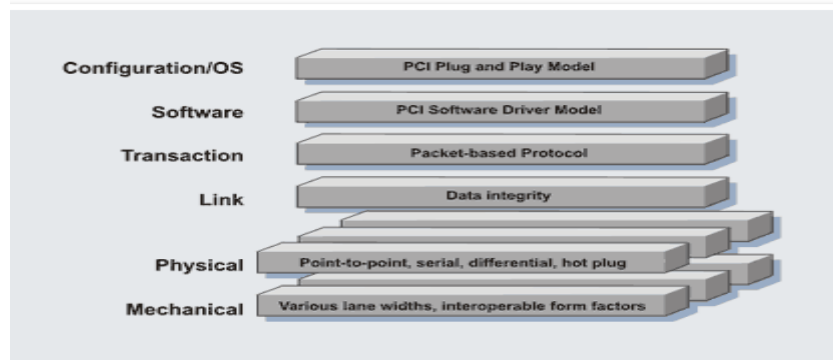 Configuration/OS PCI Plug and Play Model
Software PCI Software Driver Model
Transaction Packet-based Protocol
Link Data integrity
Physical Point-to-point, serial, differential, hot plug
Mechanical Various lane widths, interoperable form factors